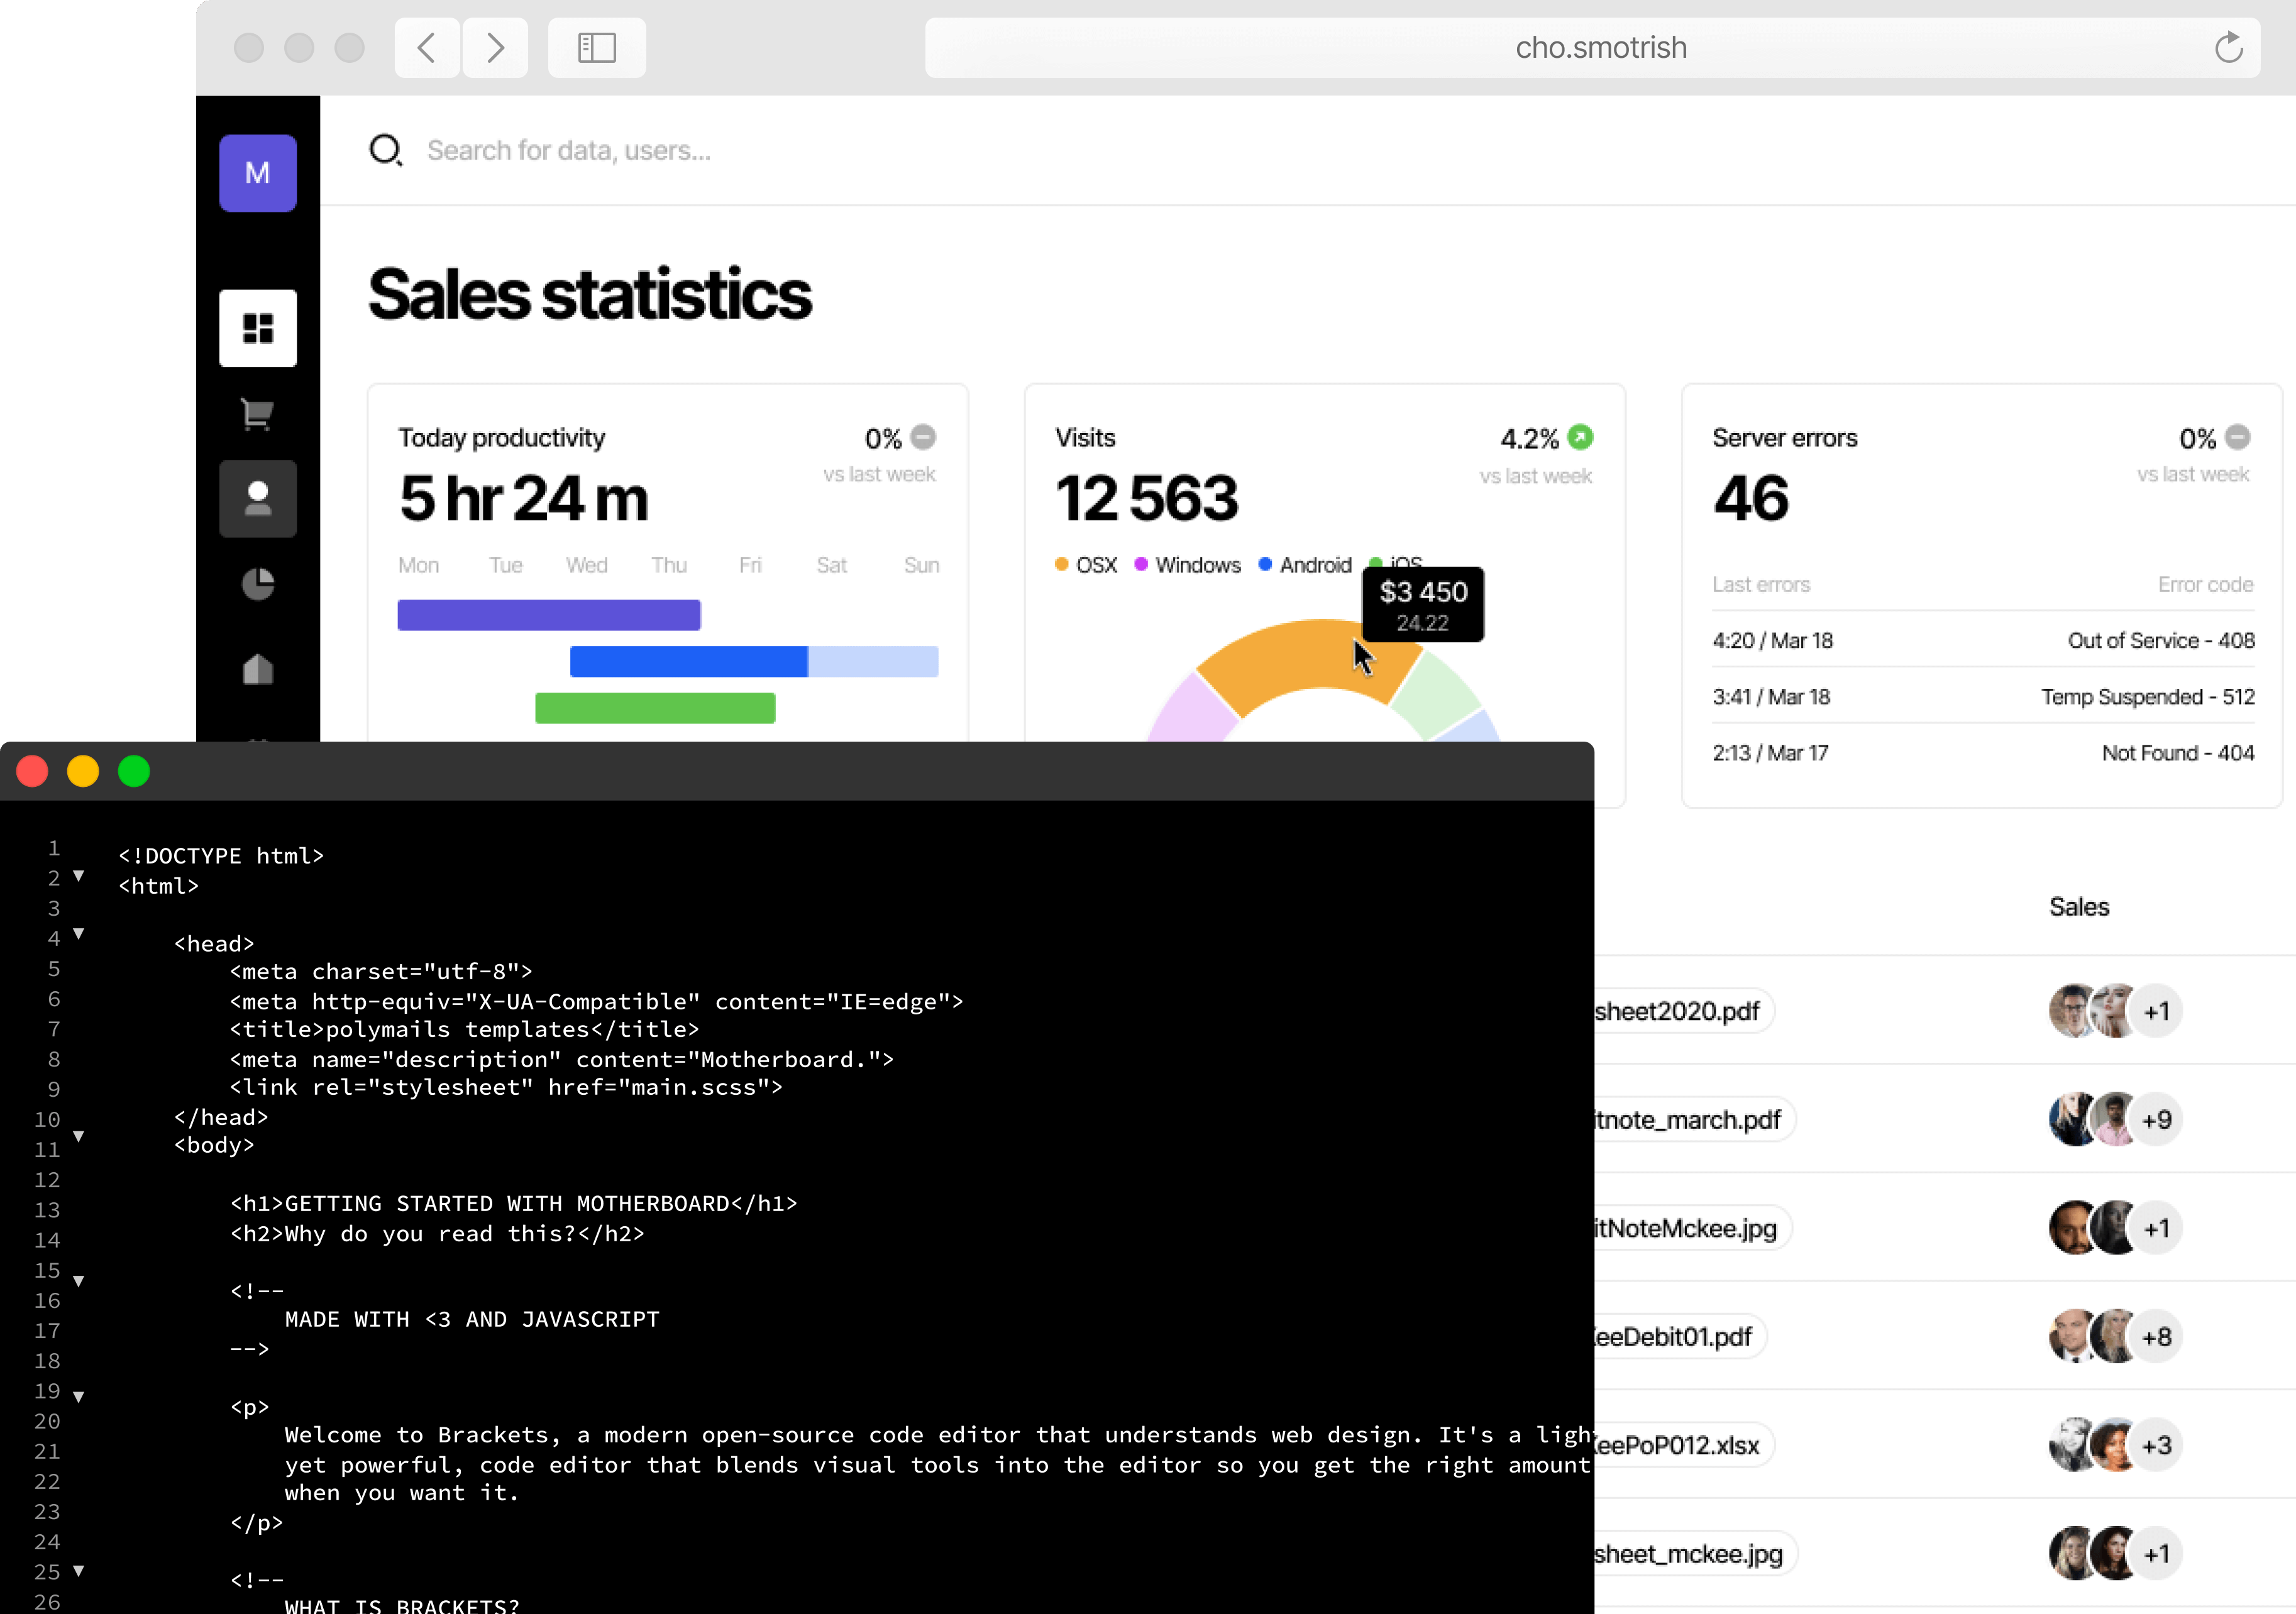 cho.smotrish
M
Search for data, users...
Sales statistics
Today productivity
0%
vs last week
5 hr 24 m
Mon Tue Wed Thu Fri Sat Sun
Visits
4.2%
vs last week
12 563
OSX Windows Android iOS
$3 450
24.22
Server errors
0%
vs last week
46
Last errors Error code
4:20 / Mar 18 Out of Service - 408
3:41 / Mar 18 Temp Suspended - 512
2:13 / Mar 17 Not Found - 404
Sales
sheet2020.pdf +1
itnote_march.pdf +9
itNoteMckee.jpg +1
eeDebit01.pdf +8
eePoP012.xlsx +3
sheet_mckee.jpg +1
1 <!DOCTYPE html>
2 <html>
3
4 <head>
5 <meta charset="utf-8">
6 <meta http-equiv="X-UA-Compatible" content="IE=edge">
7 <title>polymails templates</title>
8 <meta name="description" content="Motherboard.">
9 <link rel="stylesheet" href="main.scss">
10 </head>
11 <body>
12
13 <h1>GETTING STARTED WITH MOTHERBOARD</h1>
14 <h2>Why do you read this?</h2>
15
16 <!--
17 MADE WITH <3 AND JAVASCRIPT
18 -->
19
20 <p>
21 Welcome to Brackets, a modern open-source code editor that understands web design. It's a ligh
22 yet powerful, code editor that blends visual tools into the editor so you get the right amount
23 when you want it.
24 </p>
25
26 <!--
WHAT IS BRACKETS?